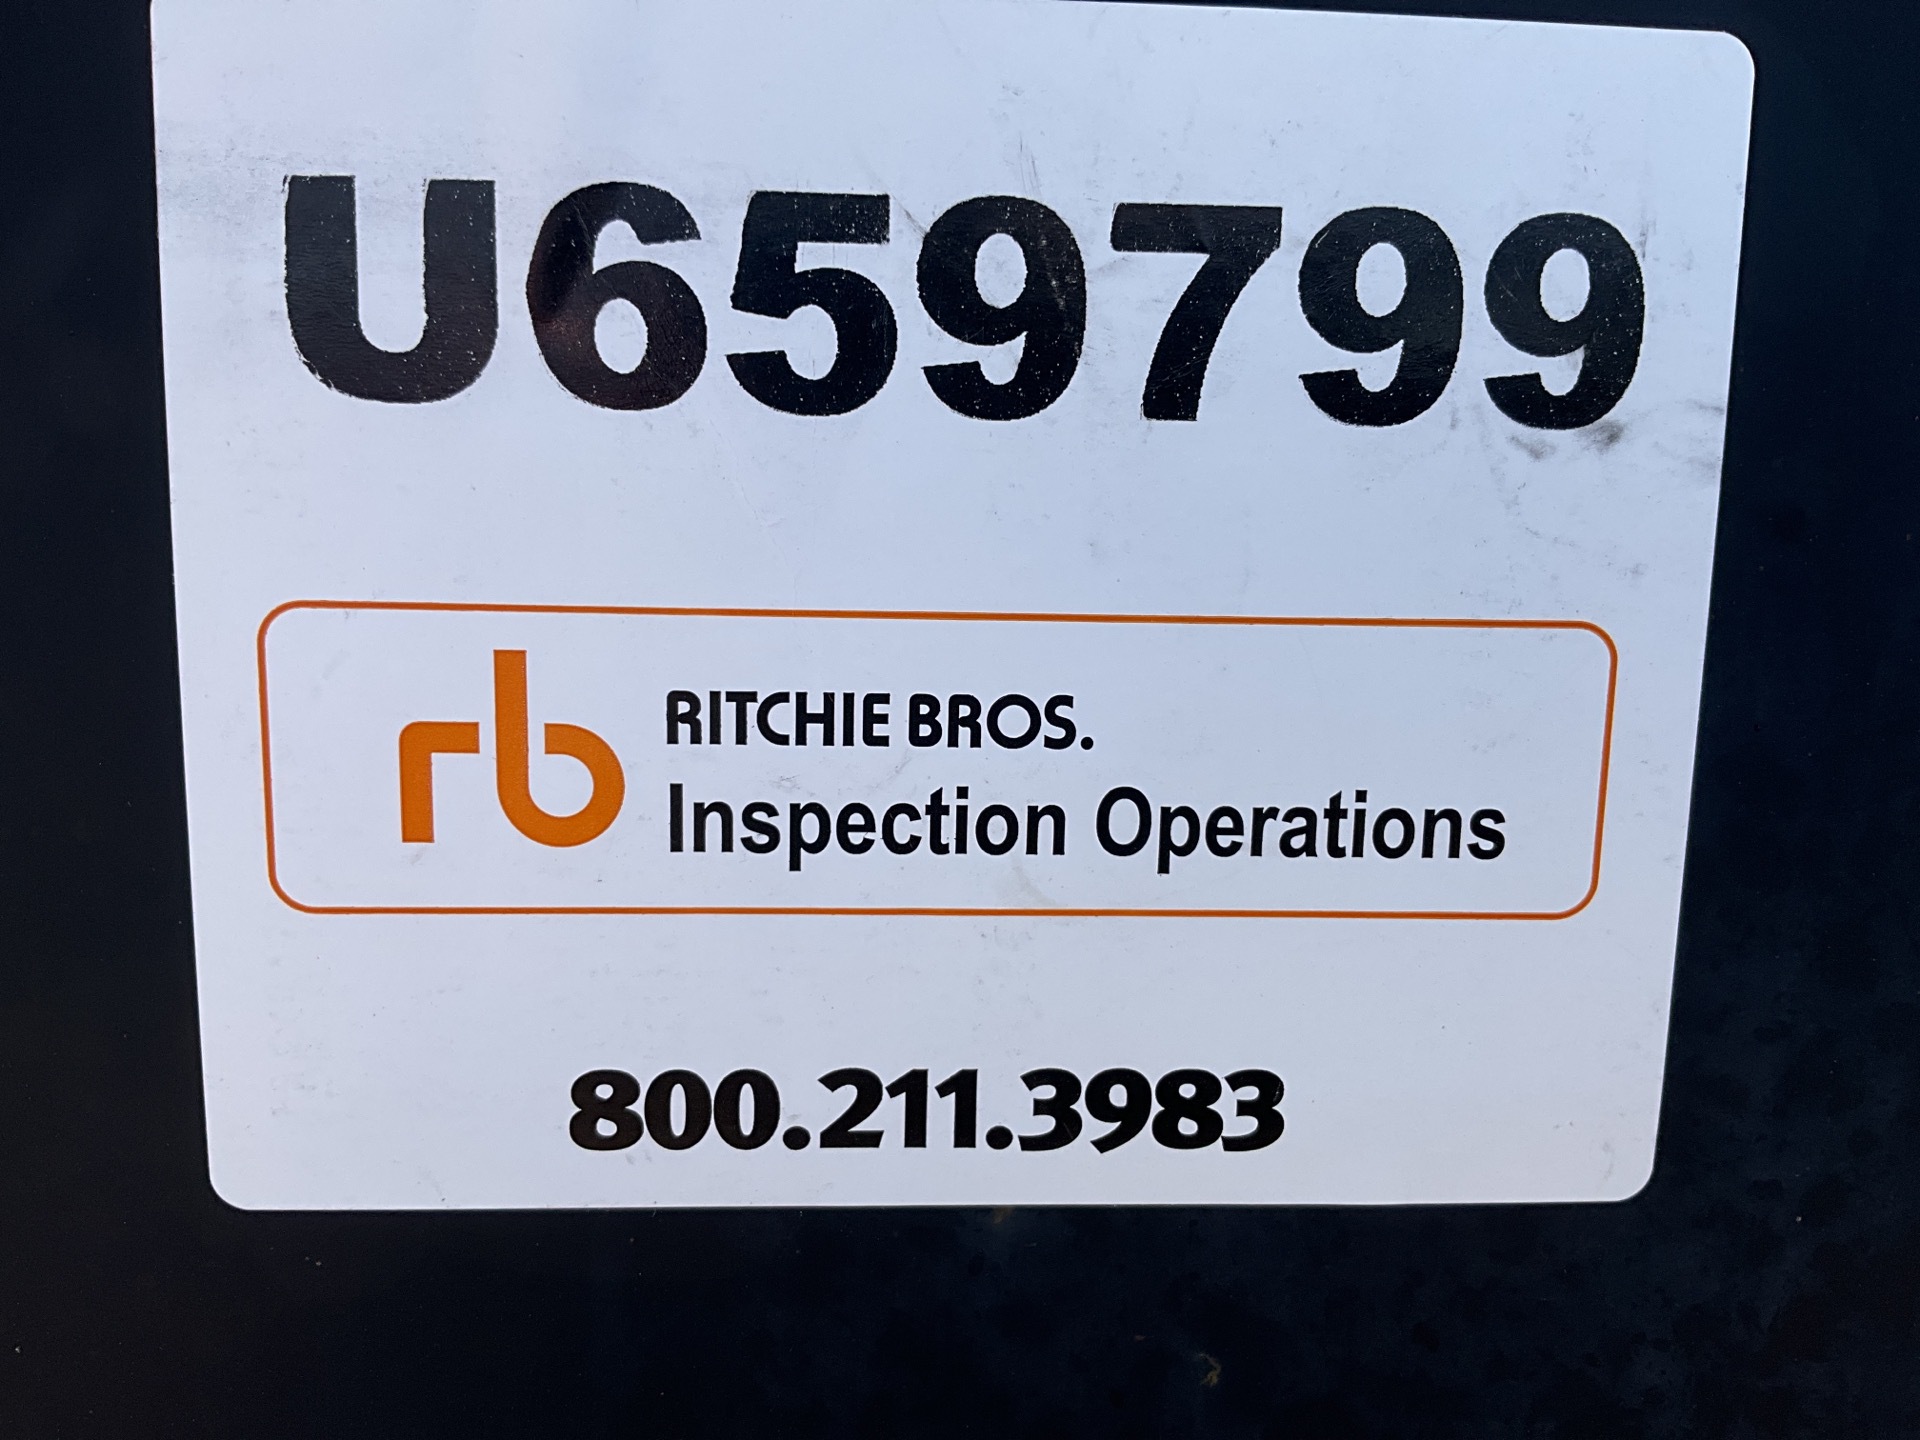 U659799
rb
RITCHIE BROS.
Inspection Operations
800.211.3983